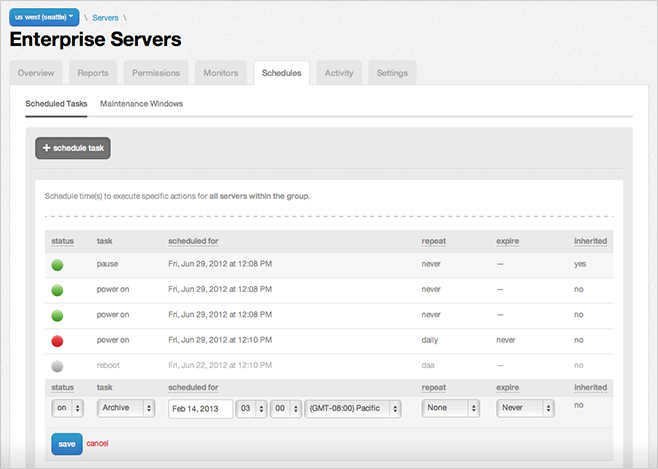 us west (seattle) \ Servers \
Enterprise Servers
Overview Reports Permissions Monitors Schedules Activity Settings
Scheduled Tasks Maintenance Windows
+ schedule task
Schedule time(s) to execute specific actions for all servers within the group.
status task scheduled for repeat expire inherited
pause Fri, Jun 29, 2012 at 12:08 PM never — yes
power on Fri, Jun 29, 2012 at 12:08 PM never — no
power on Fri, Jun 29, 2012 at 12:08 PM never — no
power on Fri, Jun 29, 2012 at 12:10 PM daily never no
reboot Fri, Jun 22, 2012 at 12:10 PM daa — no
status task scheduled for repeat expire inherited
on Archive Feb 14, 2013 03 00 (GMT-08:00) Pacific None Never no
save cancel